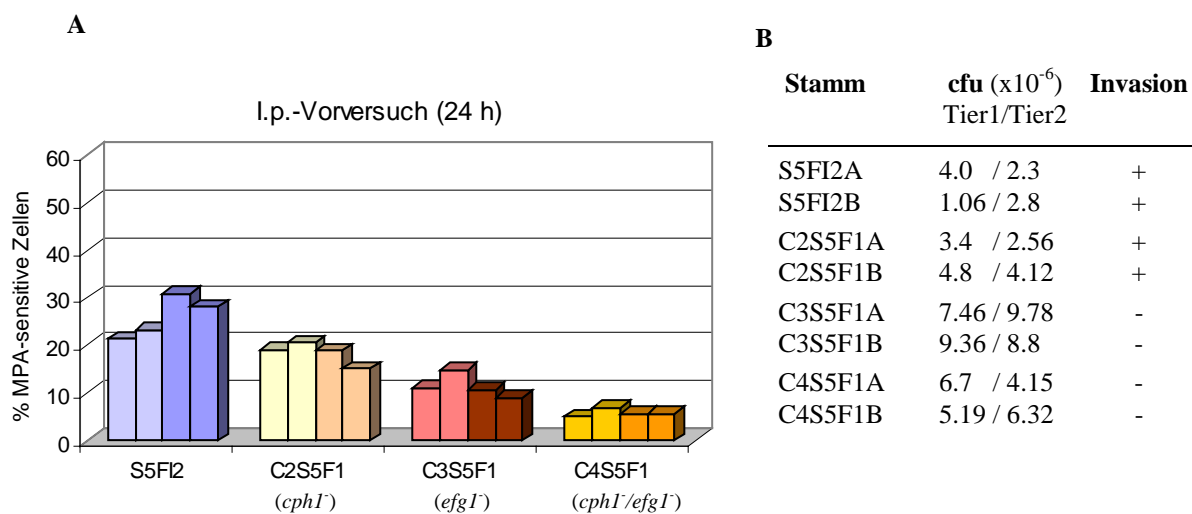 A
I.p.-Vorversuch (24 h)
% MPA-sensitive Zellen
60
50
40
30
20
10
0
S5FI2 C2S5F1 C3S5F1 C4S5F1
(cph1⁻) (efg1⁻) (cph1⁻/efg1⁻)
B
Stamm cfu (x10⁻⁶) Invasion
Tier1/Tier2
S5FI2A 4.0 / 2.3 +
S5FI2B 1.06 / 2.8 +
C2S5F1A 3.4 / 2.56 +
C2S5F1B 4.8 / 4.12 +
C3S5F1A 7.46 / 9.78 -
C3S5F1B 9.36 / 8.8 -
C4S5F1A 6.7 / 4.15 -
C4S5F1B 5.19 / 6.32 -